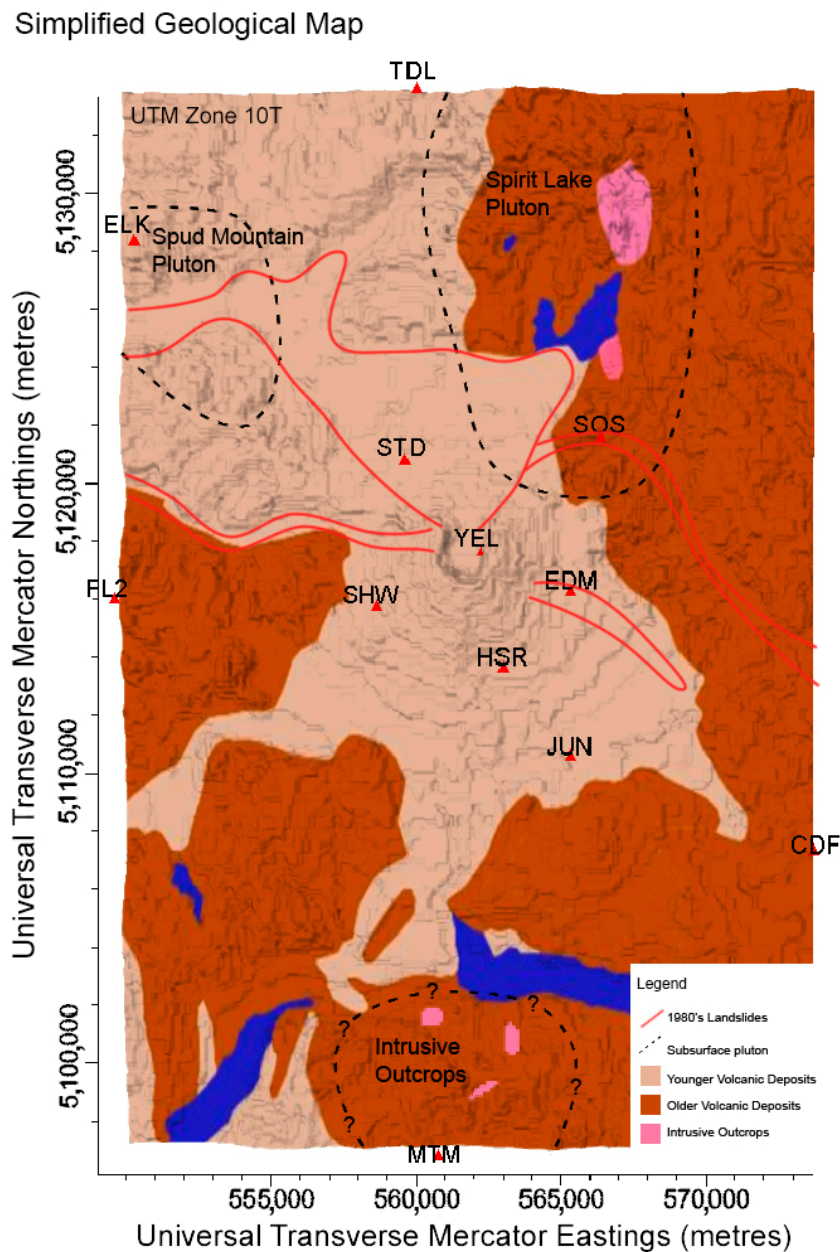 Simplified Geological Map
TDL
UTM Zone 10T
Spirit Lake
Pluton
ELK
Spud Mountain
Pluton
SOS
STD
YEL
EDM
FL2
SHW
HSR
JUN
CDF
Intrusive
Outcrops
?
?
?
?
?
MTM
Legend
1980's Landslides
Subsurface pluton
Younger Volcanic Deposits
Older Volcanic Deposits
Intrusive Outcrops
5,130,000
5,120,000
5,110,000
5,100,000
Universal Transverse Mercator Northings (metres)
555,000
560,000
565,000
570,000
Universal Transverse Mercator Eastings (metres)